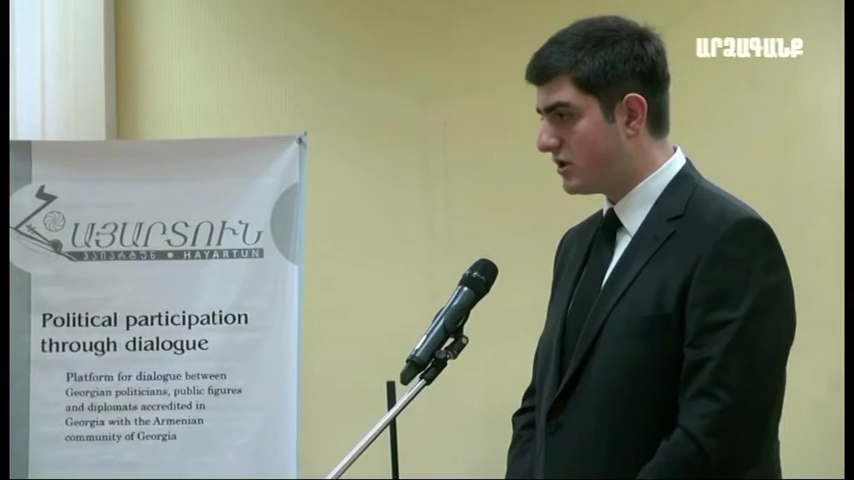 ԱՐՁԱԳԱՆՔ
ՀԱՅԱՐՏՈՒՆ
ჰაიარტუნ • HAYARTUN
Political participation
through dialogue
Platform for dialogue between
Georgian politicians, public figures
and diplomats accredited in
Georgia with the Armenian
community of Georgia